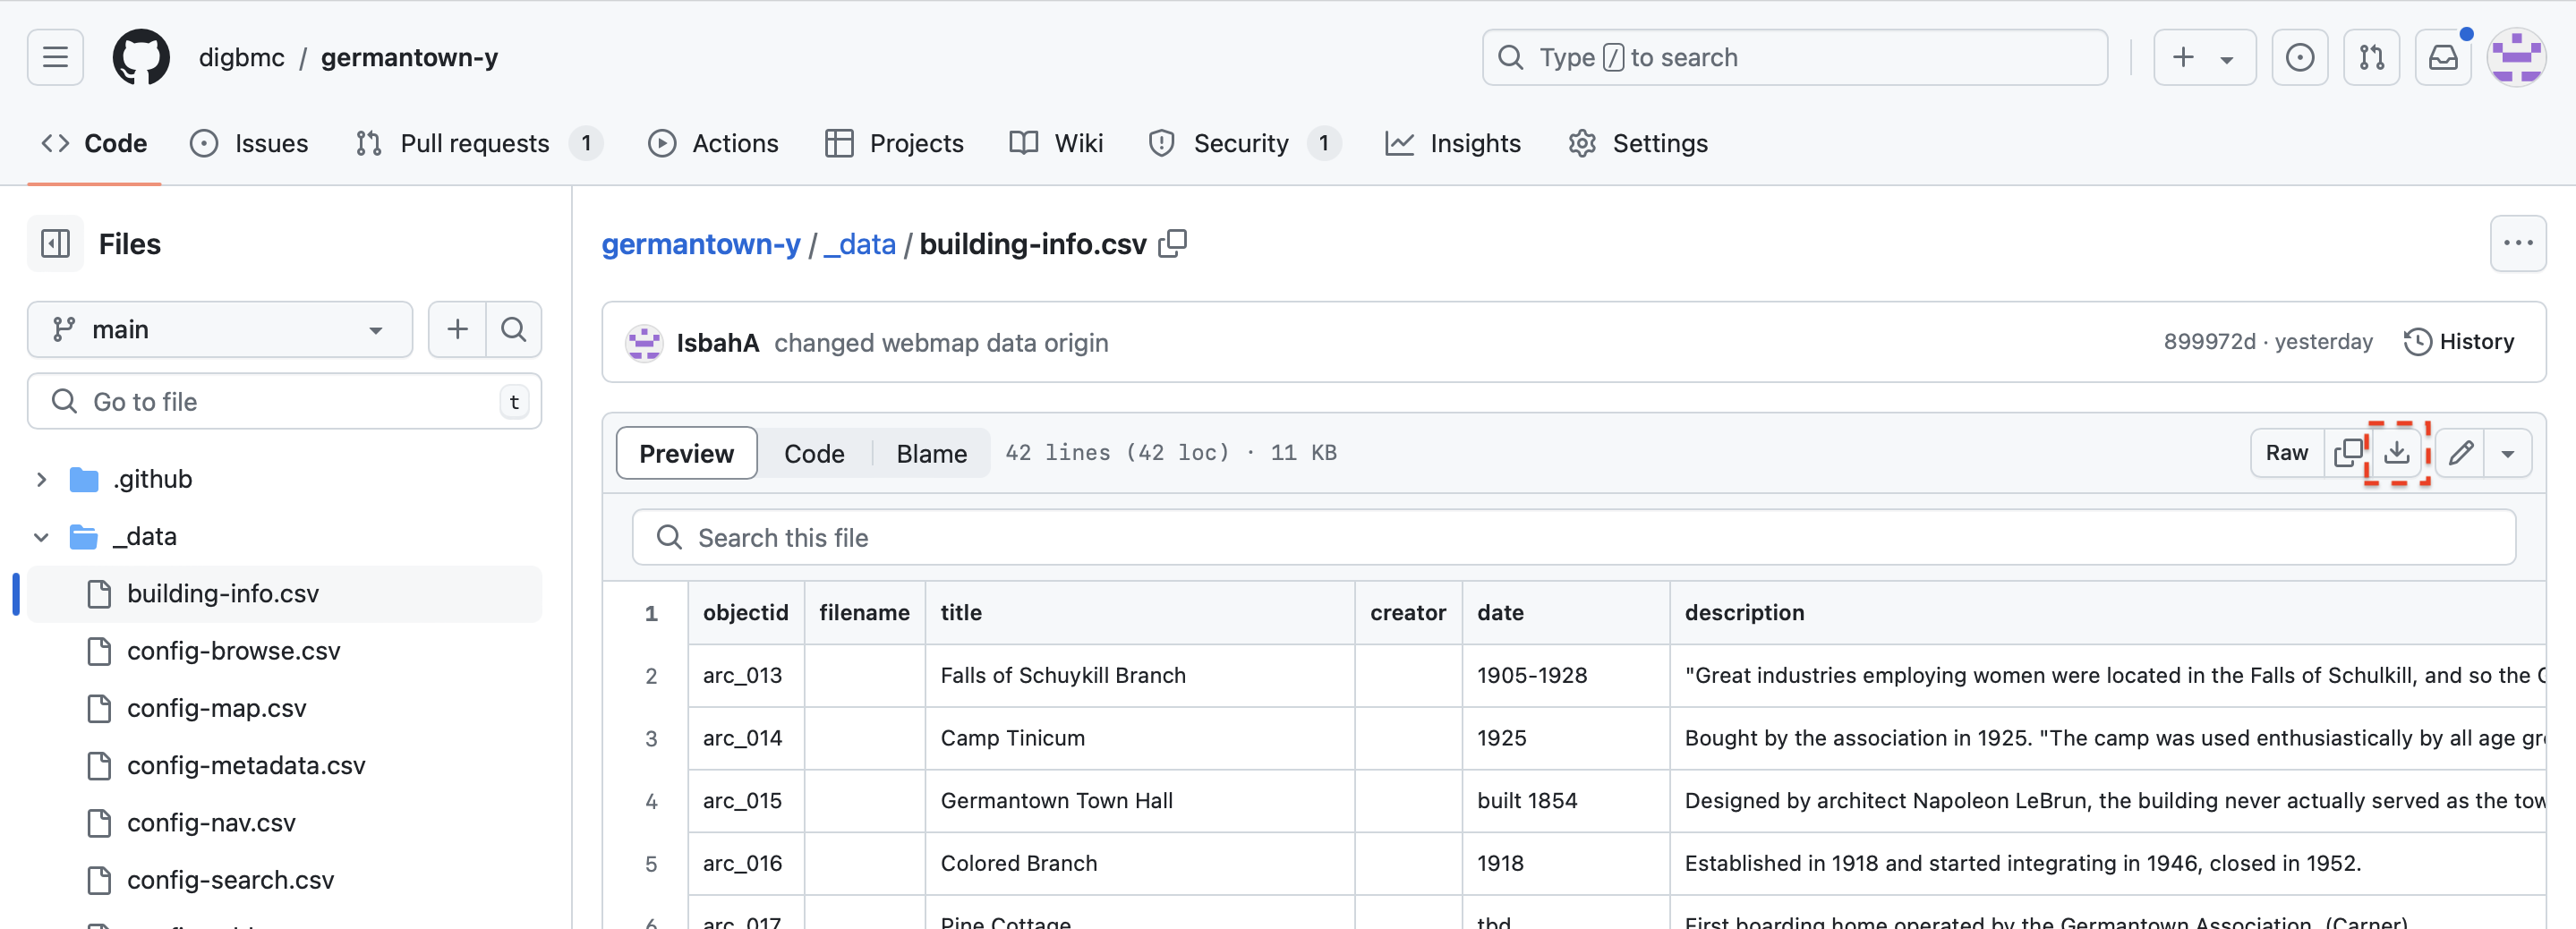 digbmc / germantown-y
Type / to search
Code Issues Pull requests 1 Actions Projects Wiki Security 1 Insights Settings
Files
main
Go to file t
.github
_data
building-info.csv
config-browse.csv
config-map.csv
config-metadata.csv
config-nav.csv
config-search.csv
germantown-y / _data / building-info.csv
IsbahA changed webmap data origin 899972d · yesterday History
Preview Code Blame 42 lines (42 loc) · 11 KB Raw
Search this file
1 objectid filename title creator date description
2 arc_013 Falls of Schuykill Branch 1905-1928 "Great industries employing women were located in the Falls of Schulkill, and so the
3 arc_014 Camp Tinicum 1925 Bought by the association in 1925. "The camp was used enthusiastically by all age
4 arc_015 Germantown Town Hall built 1854 Designed by architect Napoleon LeBrun, the building never actually served as the
5 arc_016 Colored Branch 1918 Established in 1918 and started integrating in 1946, closed in 1952.
6 arc_017 Pine Cottage tbd First boarding home operated by the Germantown Association. (Carner)